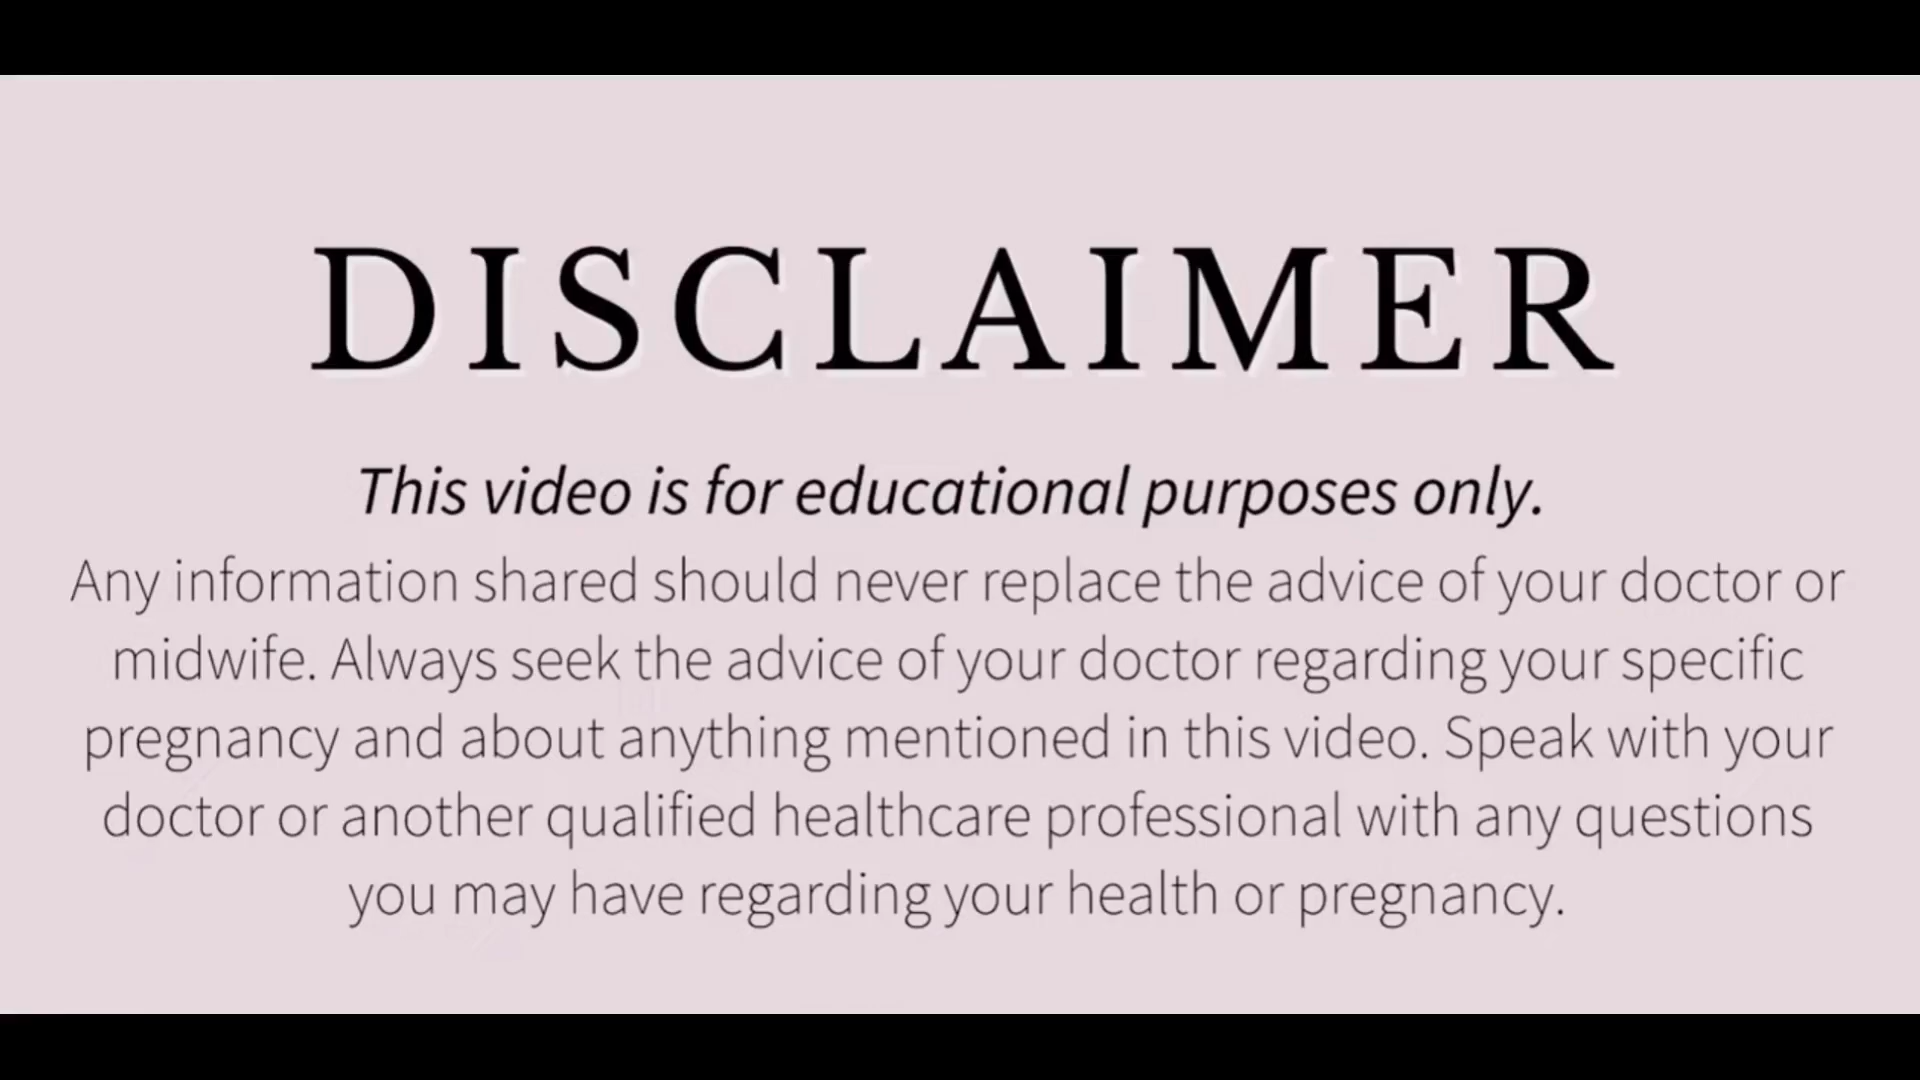 DISCLAIMER
This video is for educational purposes only.
Any information shared should never replace the advice of your doctor or
midwife. Always seek the advice of your doctor regarding your specific
pregnancy and about anything mentioned in this video. Speak with your
doctor or another qualified healthcare professional with any questions
you may have regarding your health or pregnancy.